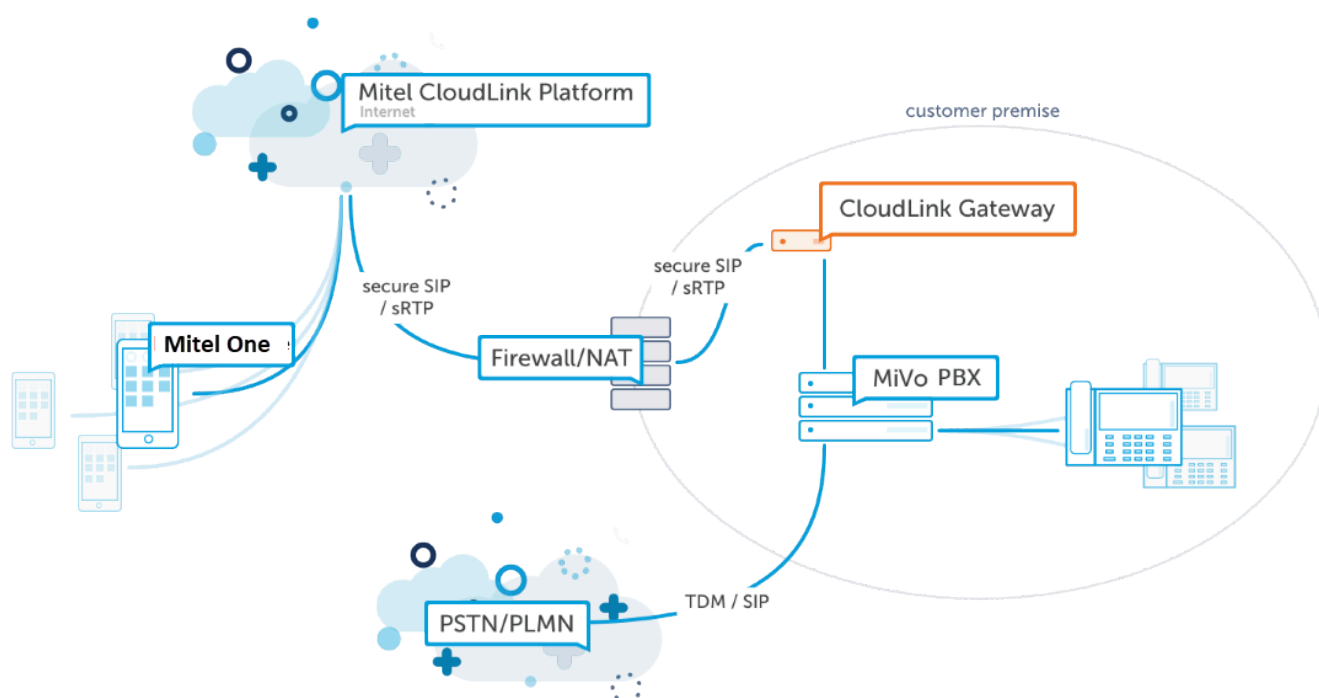 Mitel CloudLink Platform
Internet
customer premise
CloudLink Gateway
secure SIP
/ sRTP
secure SIP
/ sRTP
Mitel One
Firewall/NAT
MiVo PBX
TDM / SIP
PSTN/PLMN